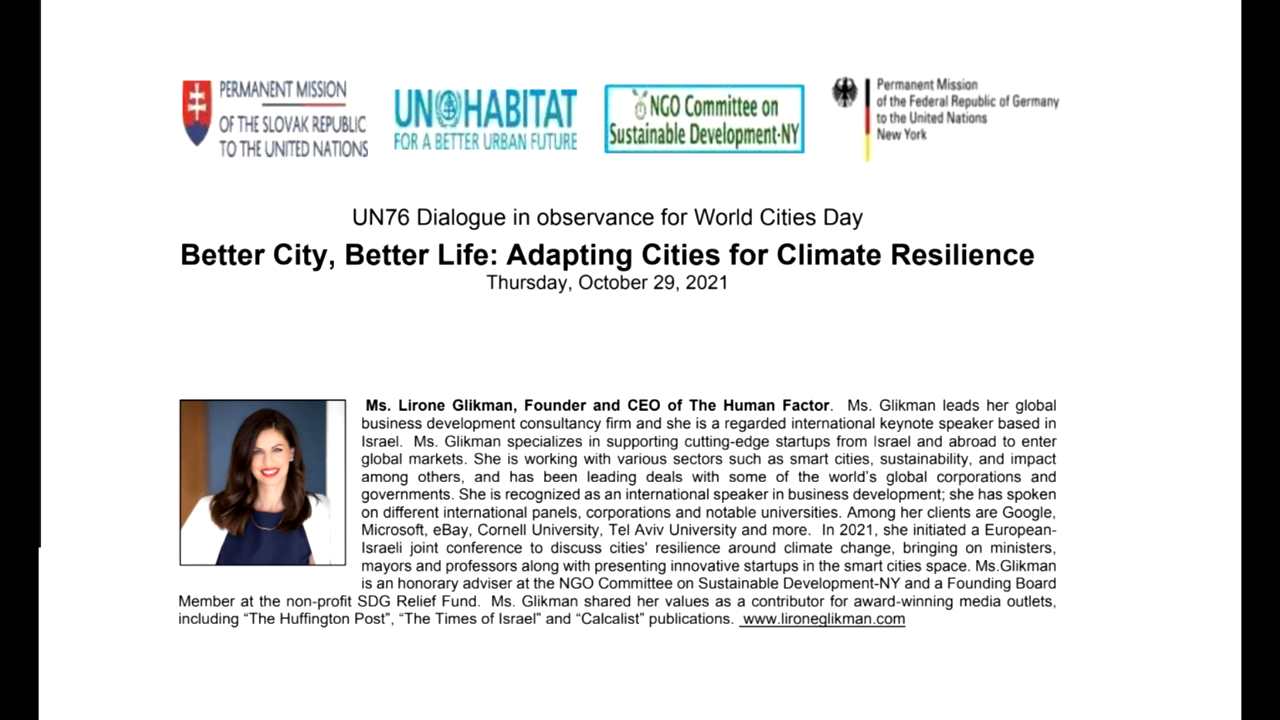 PERMANENT MISSION
OF THE SLOVAK REPUBLIC
TO THE UNITED NATIONS
UN HABITAT
FOR A BETTER URBAN FUTURE
NGO Committee on
Sustainable Development-NY
Permanent Mission
of the Federal Republic of Germany
to the United Nations
New York
UN76 Dialogue in observance for World Cities Day
Better City, Better Life: Adapting Cities for Climate Resilience
Thursday, October 29, 2021
Ms. Lirone Glikman, Founder and CEO of The Human Factor. Ms. Glikman leads her global
business development consultancy firm and she is a regarded international keynote speaker based in
Israel. Ms. Glikman specializes in supporting cutting-edge startups from Israel and abroad to enter
global markets. She is working with various sectors such as smart cities, sustainability, and impact
among others, and has been leading deals with some of the world's global corporations and
governments. She is recognized as an international speaker in business development; she has spoken
on different international panels, corporations and notable universities. Among her clients are Google,
Microsoft, eBay, Cornell University, Tel Aviv University and more. In 2021, she initiated a European-
Israeli joint conference to discuss cities' resilience around climate change, bringing on ministers,
mayors and professors along with presenting innovative startups in the smart cities space. Ms.Glikman
is an honorary adviser at the NGO Committee on Sustainable Development-NY and a Founding Board
Member at the non-profit SDG Relief Fund. Ms. Glikman shared her values as a contributor for award-winning media outlets,
including “The Huffington Post”, “The Times of Israel” and “Calcalist” publications. www.lironeglikman.com